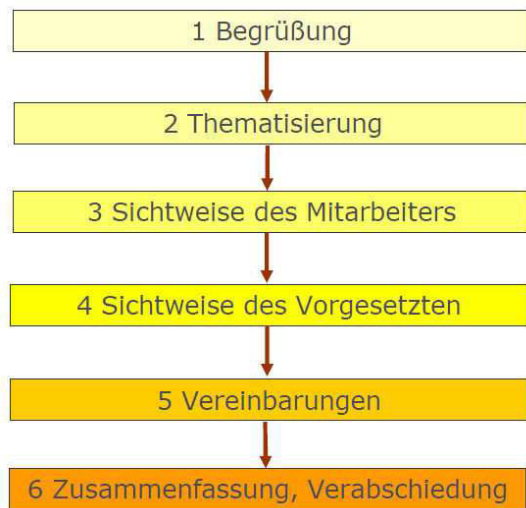 1 Begrüßung
2 Thematisierung
3 Sichtweise des Mitarbeiters
4 Sichtweise des Vorgesetzten
5 Vereinbarungen
6 Zusammenfassung, Verabschiedung